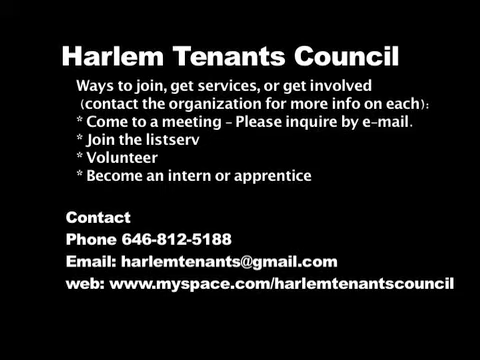 Harlem Tenants Council
Ways to join, get services, or get involved
(contact the organization for more info on each):
* Come to a meeting – Please inquire by e-mail.
* Join the listserv
* Volunteer
* Become an intern or apprentice
Contact
Phone 646-812-5188
Email: harlemtenants@gmail.com
web: www.myspace.com/harlemtenantscouncil